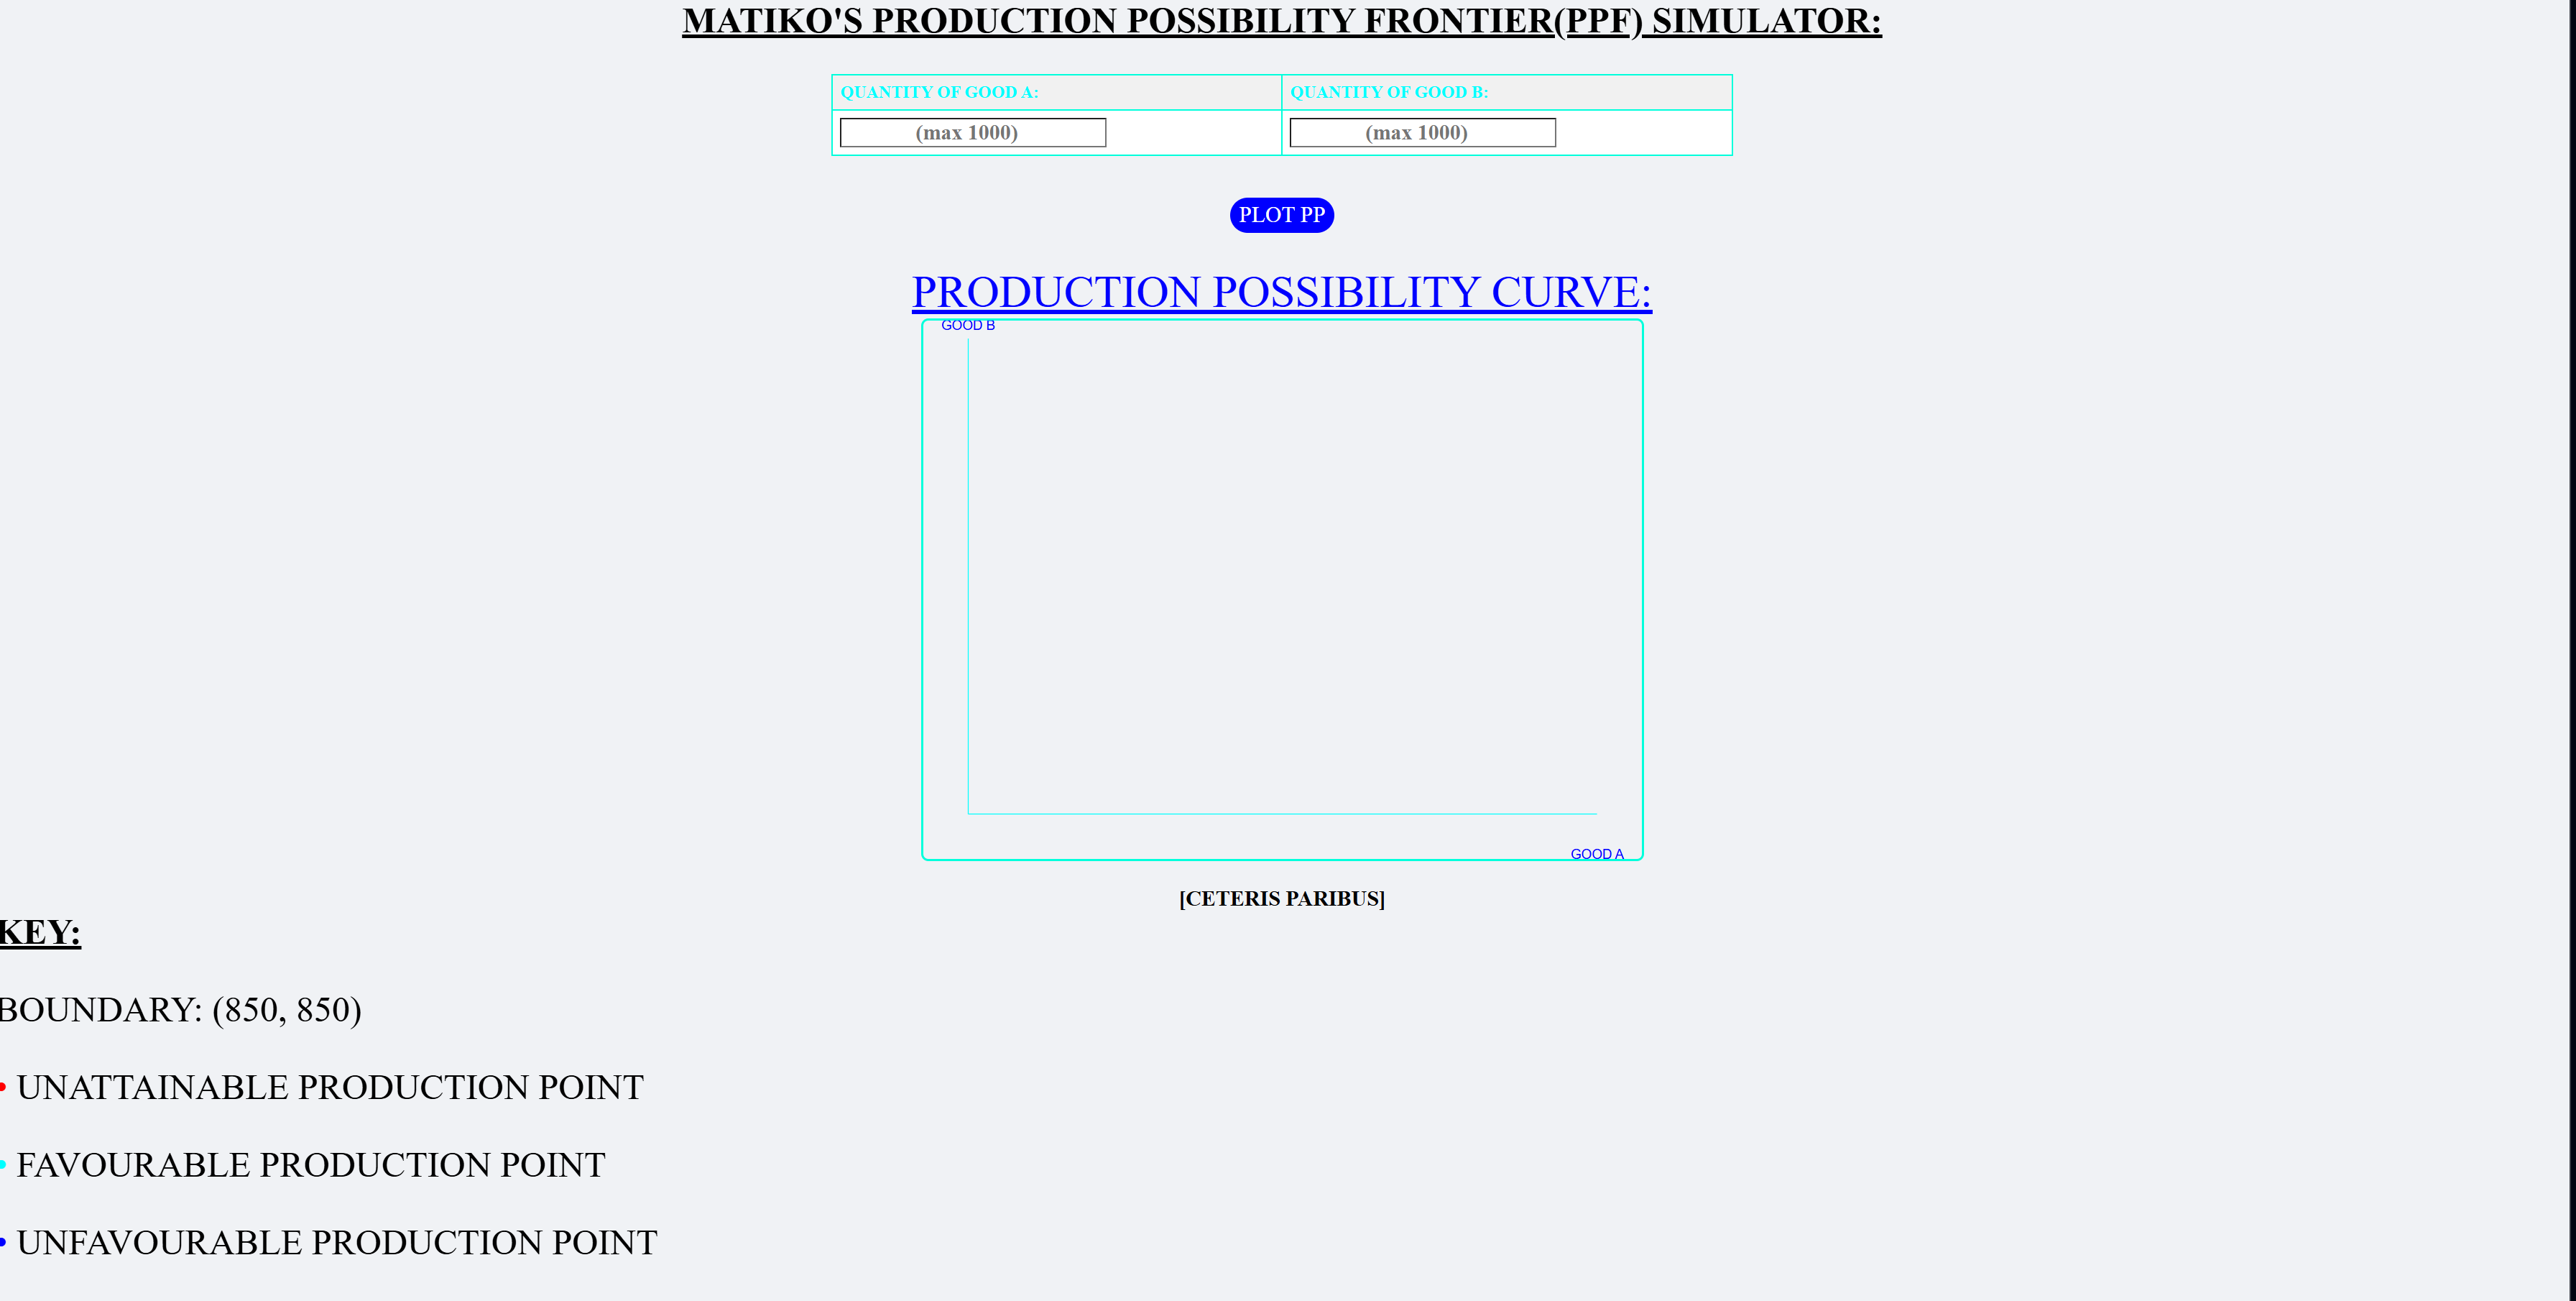 MATIKO'S PRODUCTION POSSIBILITY FRONTIER(PPF) SIMULATOR:
QUANTITY OF GOOD A: QUANTITY OF GOOD B:
(max 1000) (max 1000)
PLOT PP
PRODUCTION POSSIBILITY CURVE:
GOOD B
GOOD A
[CETERIS PARIBUS]
KEY:
BOUNDARY: (850, 850)
• UNATTAINABLE PRODUCTION POINT
• FAVOURABLE PRODUCTION POINT
• UNFAVOURABLE PRODUCTION POINT